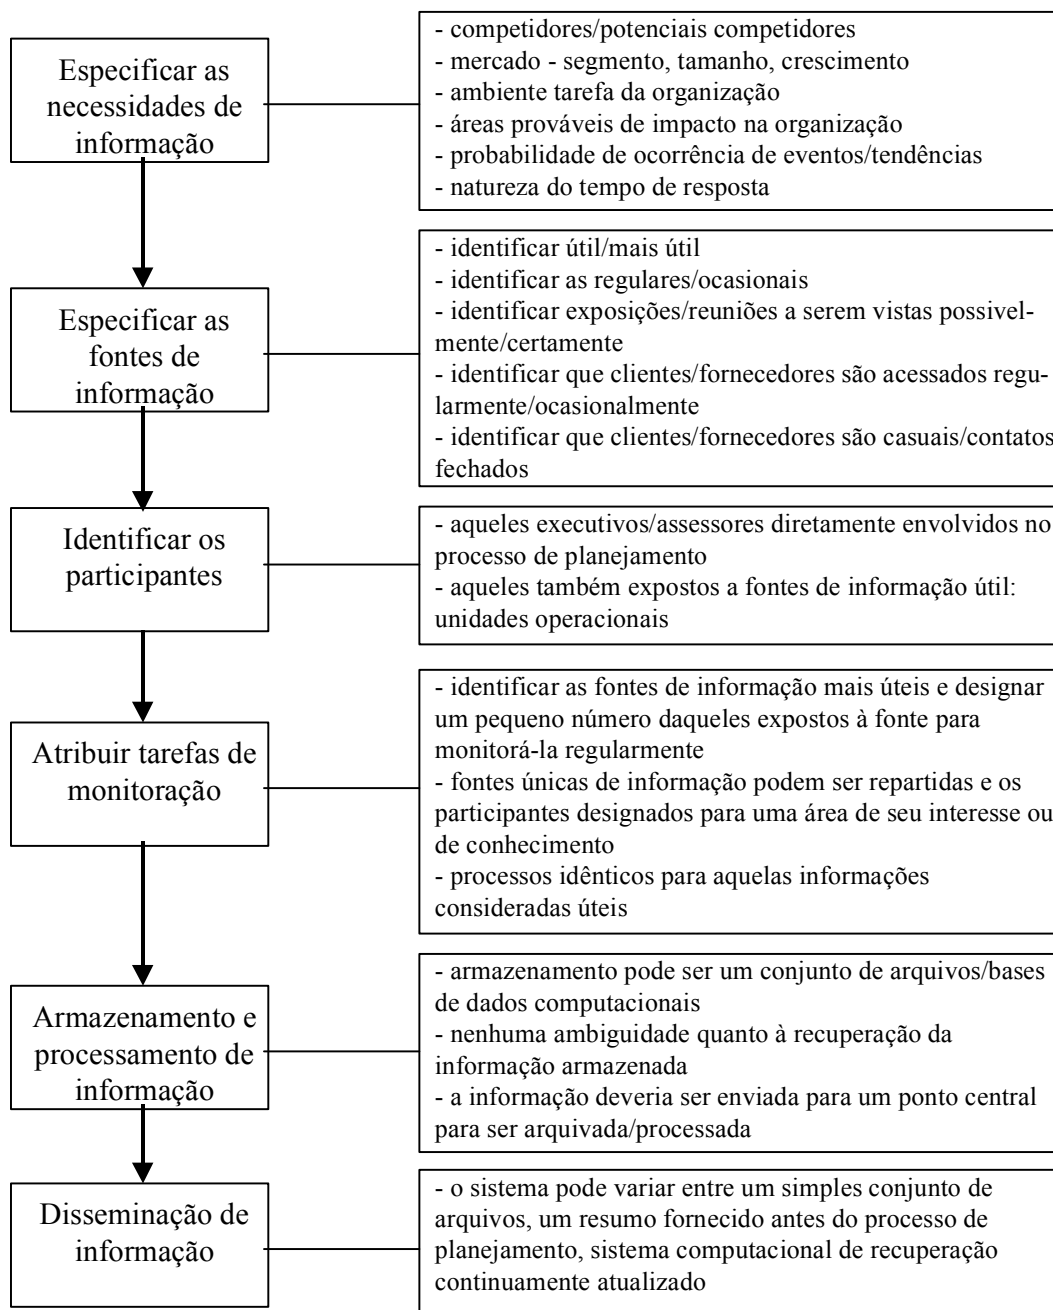 Especificar as
necessidades de
informação
- competidores/potenciais competidores
- mercado - segmento, tamanho, crescimento
- ambiente tarefa da organização
- áreas prováveis de impacto na organização
- probabilidade de ocorrência de eventos/tendências
- natureza do tempo de resposta
Especificar as
fontes de
informação
- identificar útil/mais útil
- identificar as regulares/ocasionais
- identificar exposições/reuniões a serem vistas possivel-
mente/certamente
- identificar que clientes/fornecedores são acessados regu-
larmente/ocasionalmente
- identificar que clientes/fornecedores são casuais/contatos
fechados
Identificar os
participantes
- aqueles executivos/assessores diretamente envolvidos no
processo de planejamento
- aqueles também expostos a fontes de informação útil:
unidades operacionais
Atribuir tarefas de
monitoração
- identificar as fontes de informação mais úteis e designar
um pequeno número daqueles expostos à fonte para
monitorá-la regularmente
- fontes únicas de informação podem ser repartidas e os
participantes designados para uma área de seu interesse ou
de conhecimento
- processos idênticos para aquelas informações
consideradas úteis
Armazenamento e
processamento de
informação
- armazenamento pode ser um conjunto de arquivos/bases
de dados computacionais
- nenhuma ambiguidade quanto à recuperação da
informação armazenada
- a informação deveria ser enviada para um ponto central
para ser arquivada/processada
Disseminação de
informação
- o sistema pode variar entre um simples conjunto de
arquivos, um resumo fornecido antes do processo de
planejamento, sistema computacional de recuperação
continuamente atualizado